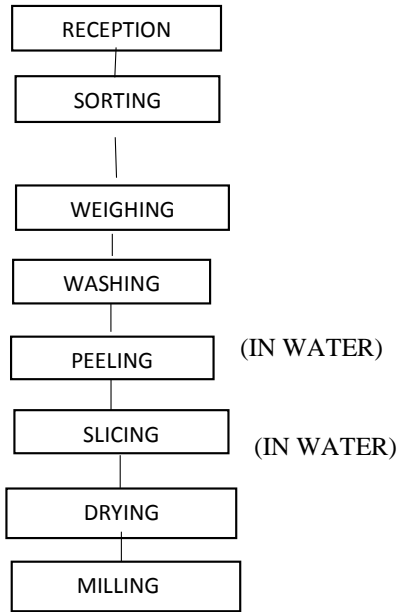 RECEPTION
SORTING
WEIGHING
WASHING
PEELING
(IN WATER)
SLICING
(IN WATER)
DRYING
MILLING